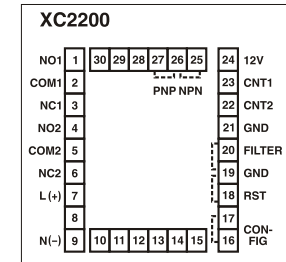 XC2200
NO1 1 30 29 28 27 26 25 24 12V
COM1 2 23 CNT1
PNP NPN
NC1 3 22 CNT2
NO2 4 21 GND
COM2 5 20 FILTER
NC2 6 19 GND
L (+) 7 18 RST
8 17 CON-
N(−) 9 10 11 12 13 14 15 16 FIG